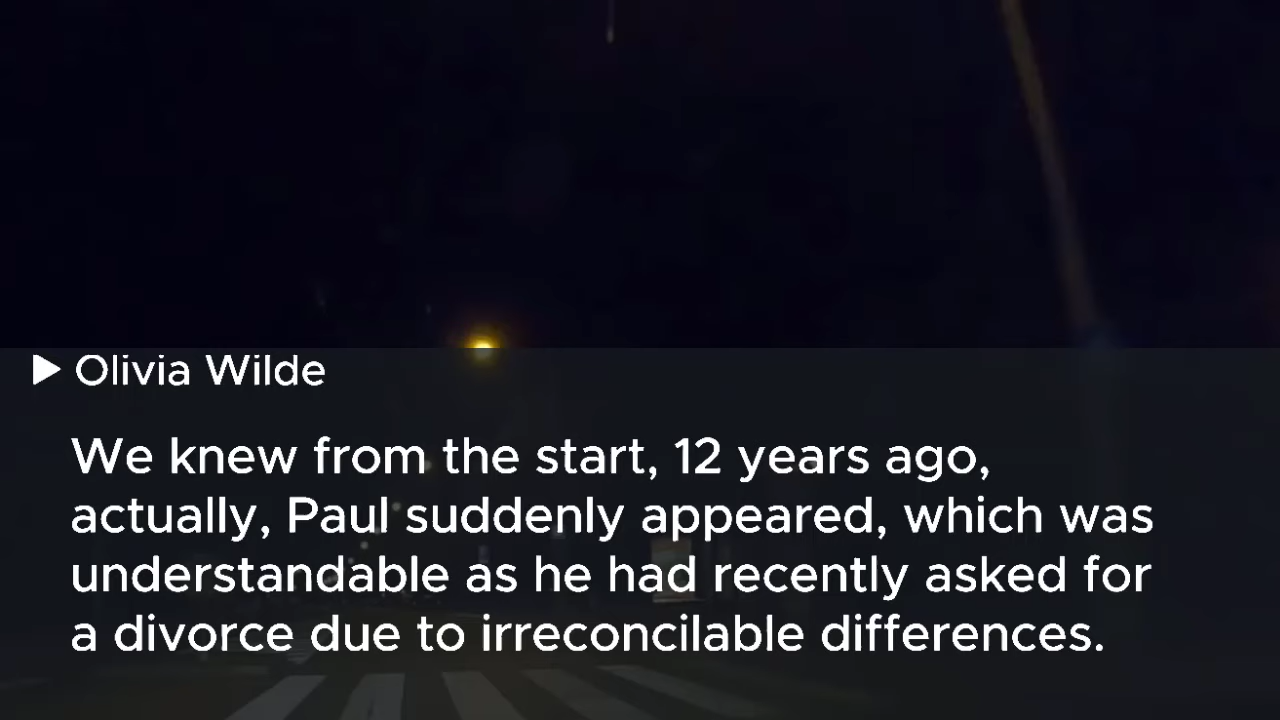 Olivia Wilde
We knew from the start, 12 years ago,
actually, Paul suddenly appeared, which was
understandable as he had recently asked for
a divorce due to irreconcilable differences.